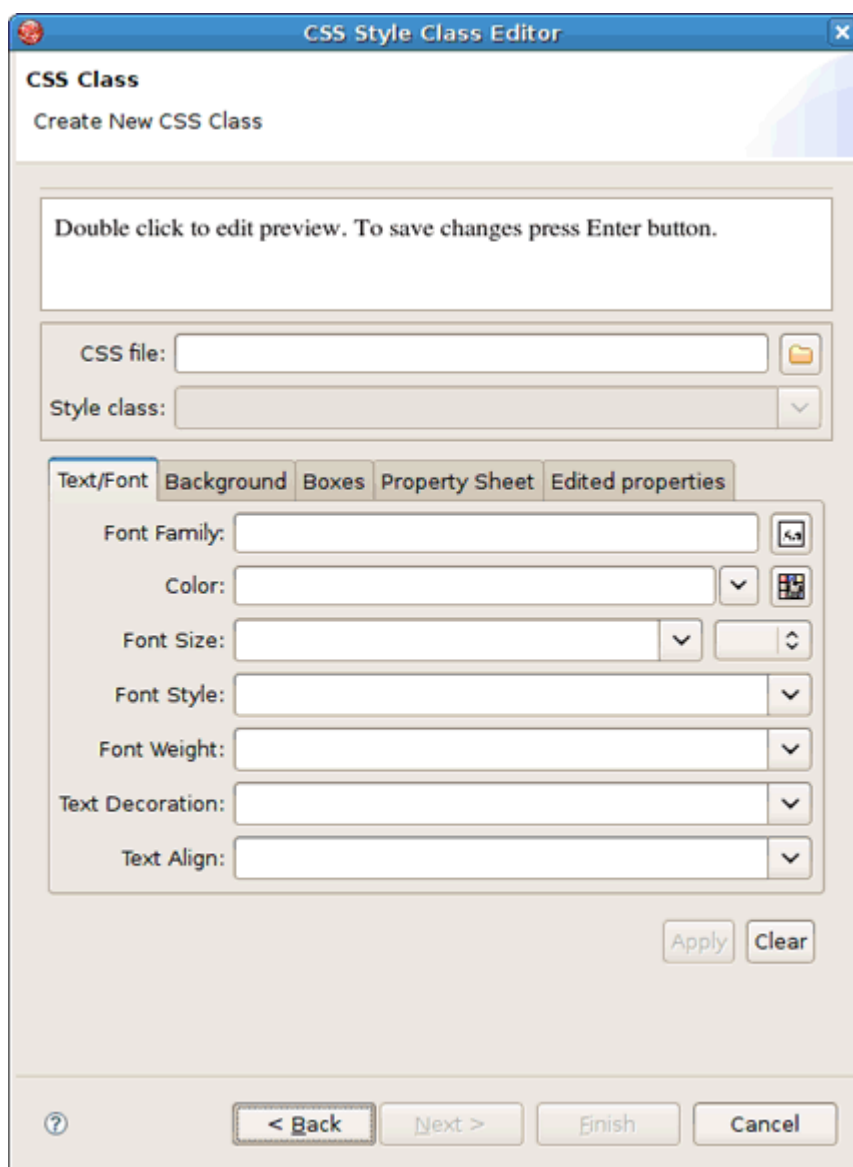 CSS Style Class Editor
CSS Class
Create New CSS Class
Double click to edit preview. To save changes press Enter button.
CSS file:
Style class:
Text/Font Background Boxes Property Sheet Edited properties
Font Family:
Color:
Font Size:
Font Style:
Font Weight:
Text Decoration:
Text Align:
Apply Clear
? < Back Next > Finish Cancel